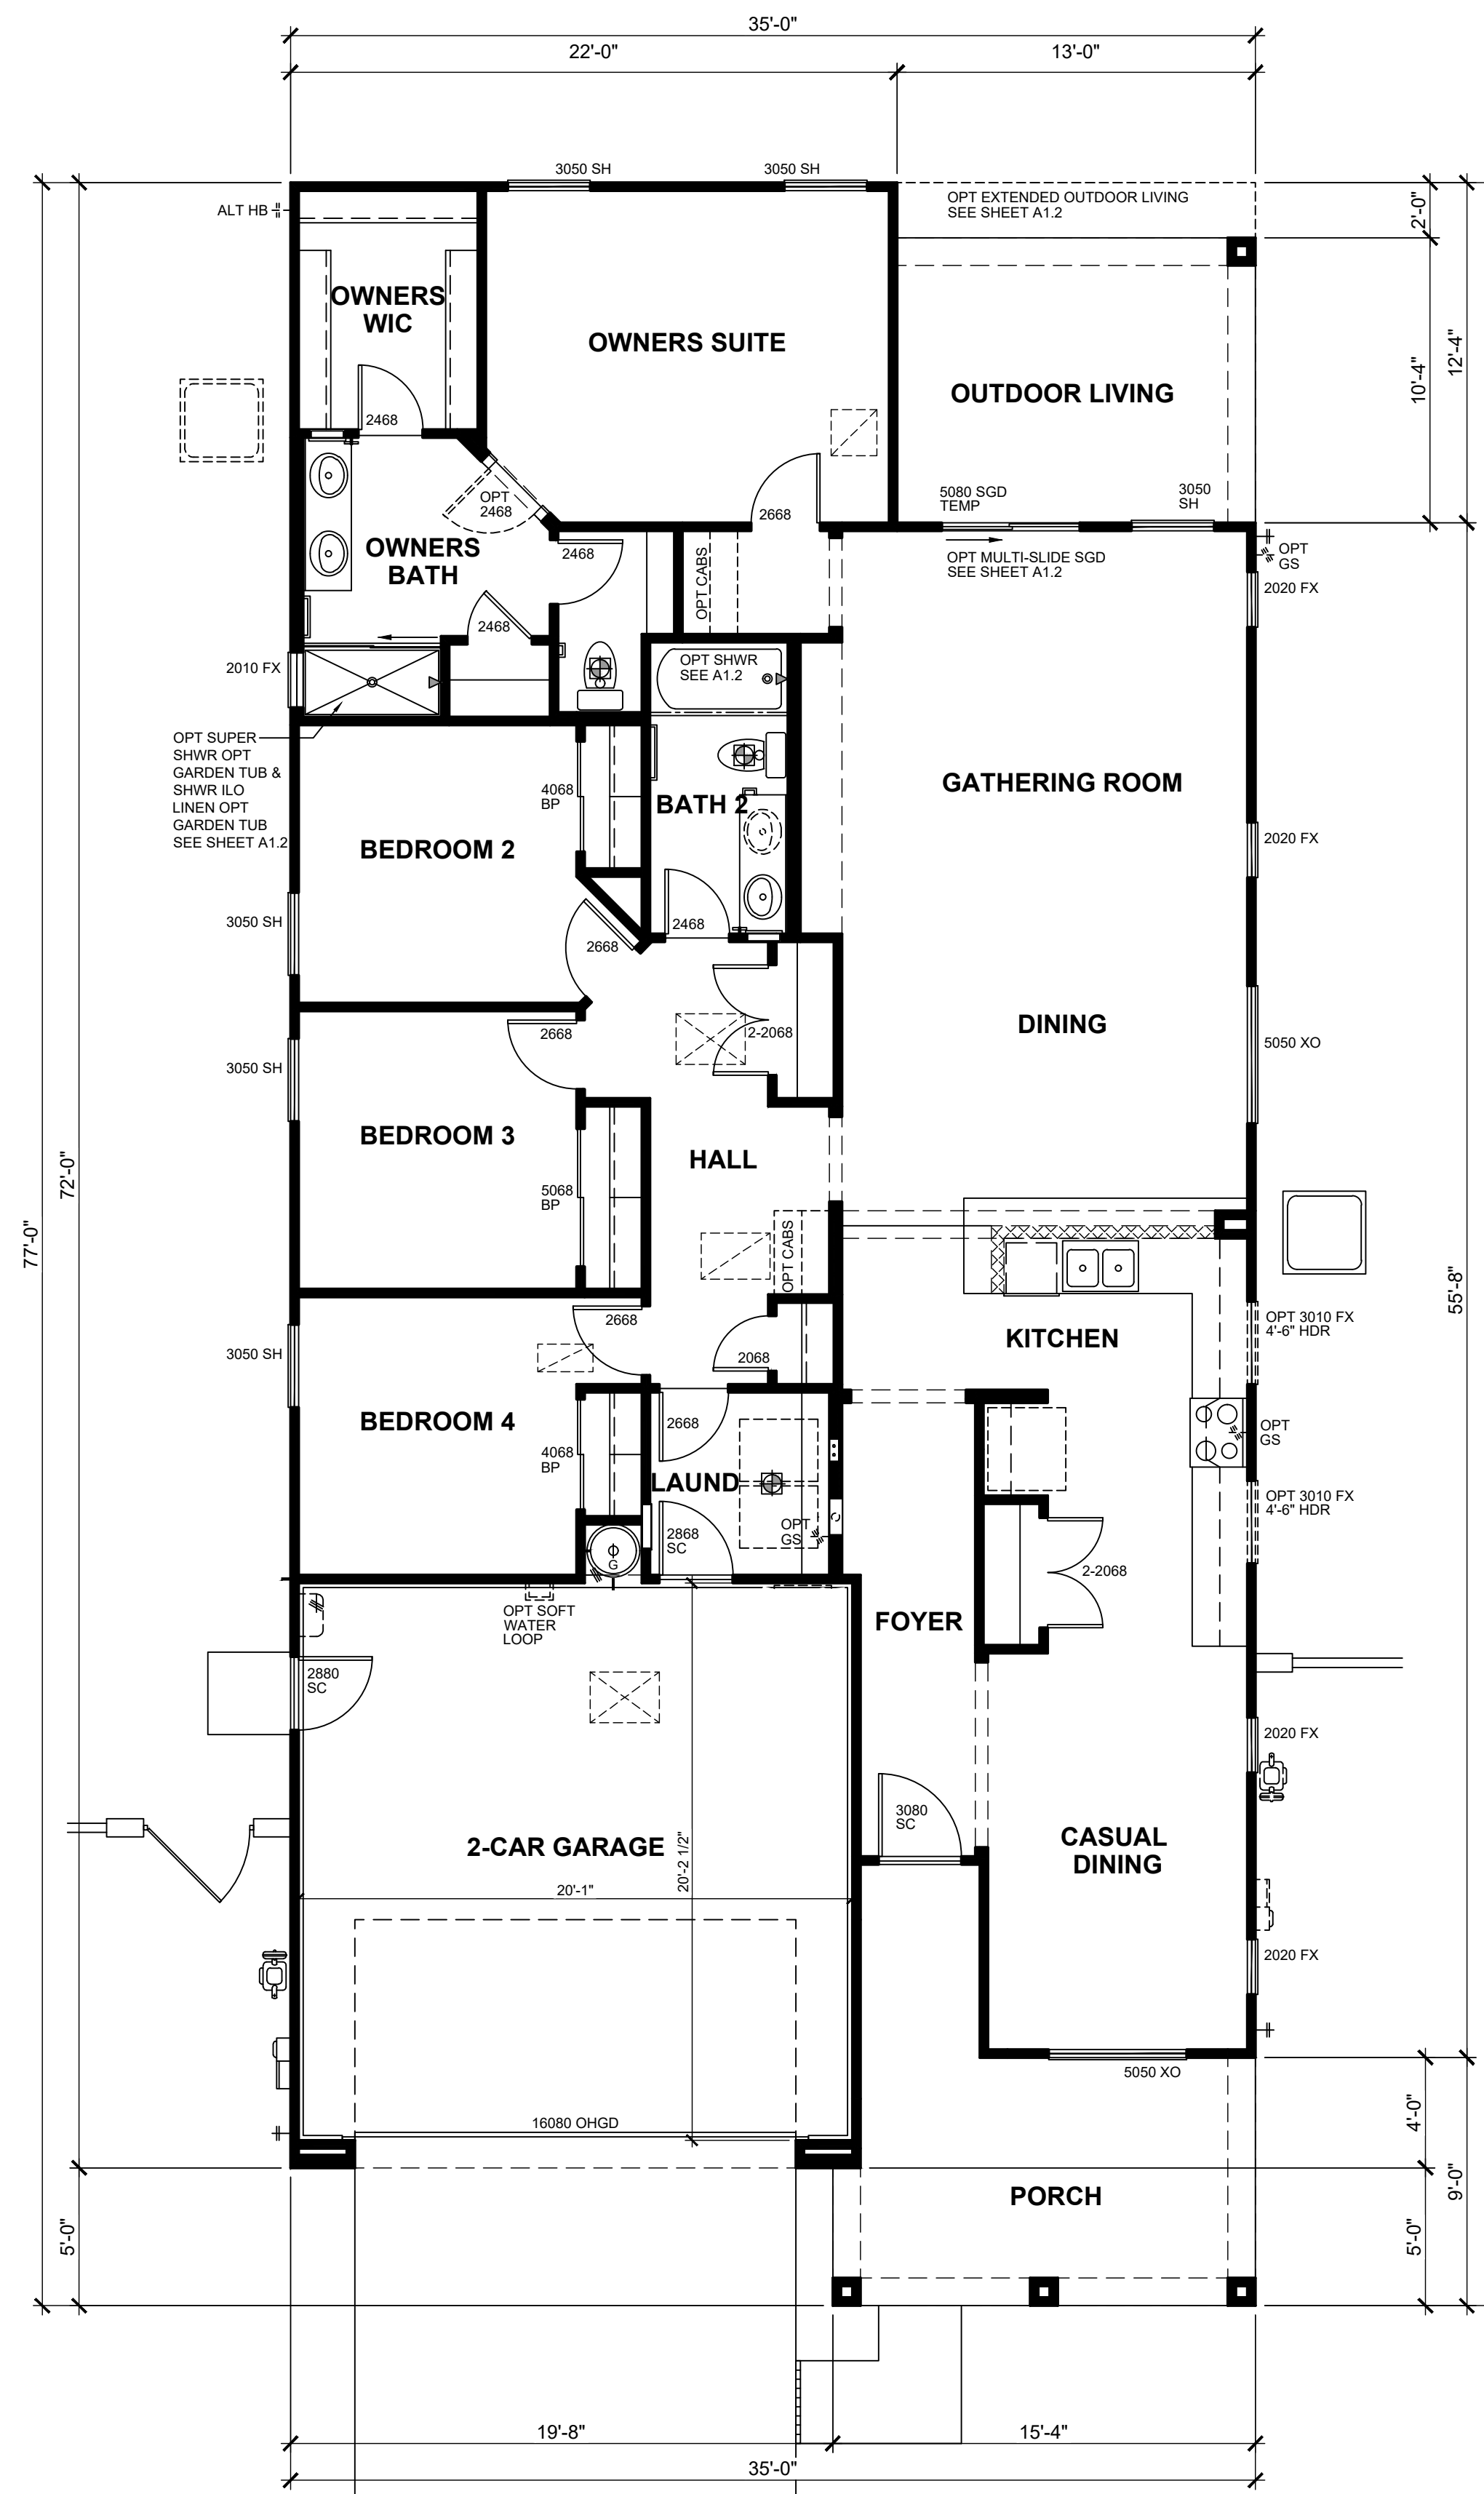 35'-0"
22'-0"
13'-0"
3050 SH
3050 SH
ALT HB
OPT EXTENDED OUTDOOR LIVING
SEE SHEET A1.2
2'-0"
OWNERS
WIC
OWNERS SUITE
OUTDOOR LIVING
10'-4"
12'-4"
2468
OPT
2468
2668
5080 SGD
TEMP
3050
SH
OWNERS
BATH
2468
OPT CABS
OPT MULTI-SLIDE SGD
SEE SHEET A1.2
OPT
GS
2020 FX
2468
2010 FX
OPT SHWR
SEE A1.2
OPT SUPER
SHWR OPT
GARDEN TUB &
SHWR ILO
LINEN OPT
GARDEN TUB
SEE SHEET A1.2
4068
BP
BATH 2
GATHERING ROOM
2020 FX
BEDROOM 2
3050 SH
2468
2668
2668
2-2068
DINING
5050 XO
3050 SH
BEDROOM 3
HALL
72'-0"
77'-0"
5068
BP
OPT CABS
55'-8"
2668
2068
KITCHEN
OPT 3010 FX
4'-6" HDR
3050 SH
BEDROOM 4
2668
4068
BP
LAUND
OPT
GS
OPT 3010 FX
4'-6" HDR
2868
SC
OPT
GS
G
2-2068
OPT SOFT
WATER
LOOP
FOYER
2880
SC
2020 FX
3080
SC
2-CAR GARAGE
20'-2 1/2"
20'-1"
CASUAL
DINING
2020 FX
5050 XO
16080 OHGD
4'-0"
9'-0"
PORCH
5'-0"
5'-0"
19'-8"
15'-4"
35'-0"